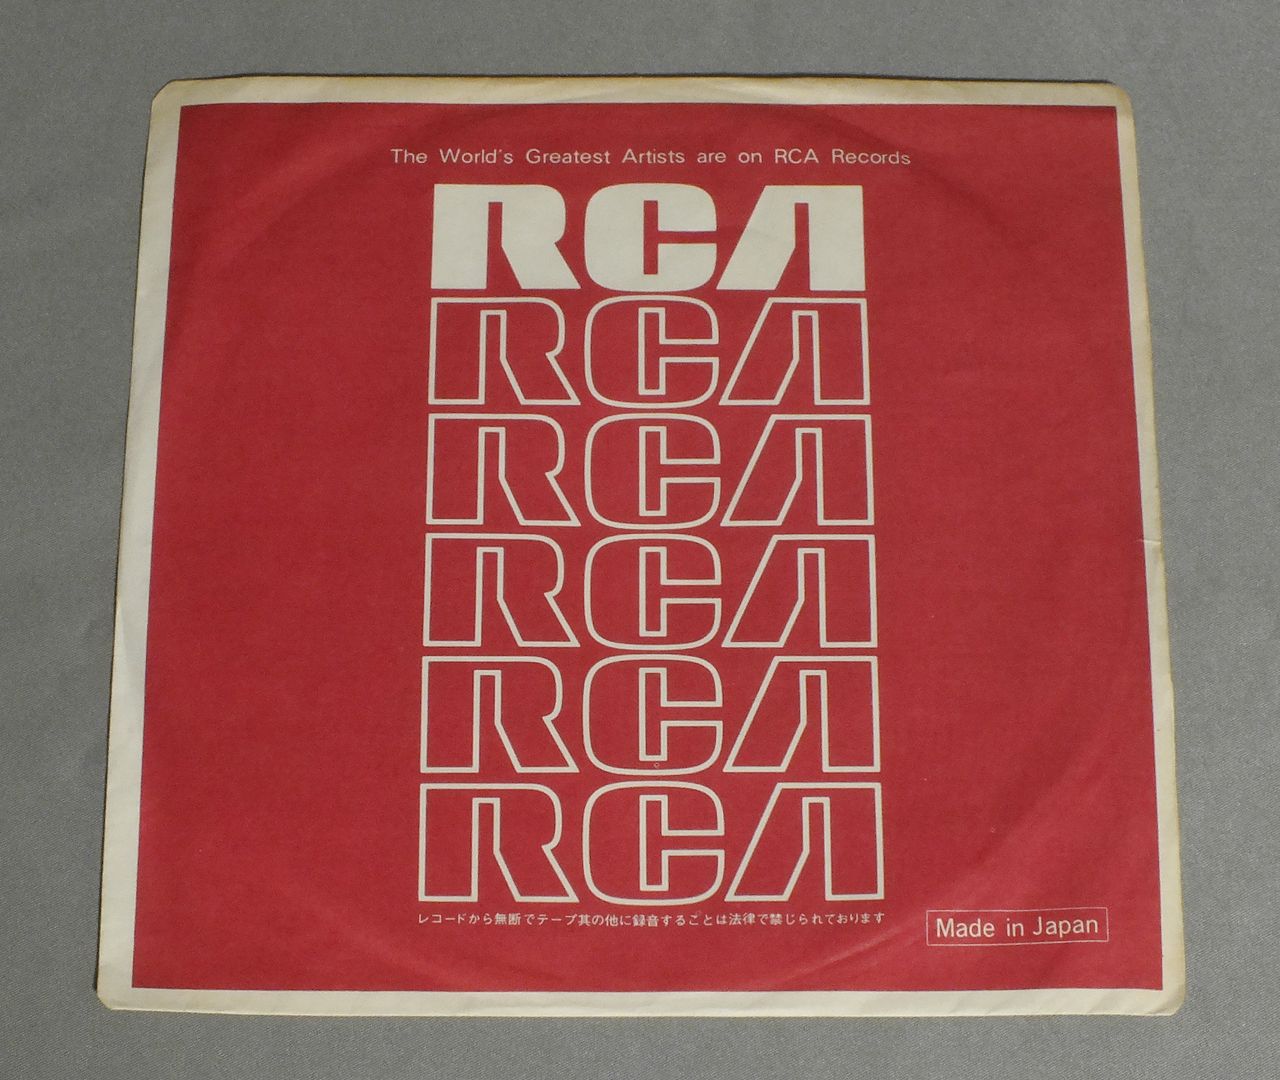 The World's Greatest Artists are on RCA Records
RCA
RCA
RCA
RCA
RCA
RCA
レコードから無断でテープ其の他に録音することは法律で禁じられております
Made in Japan